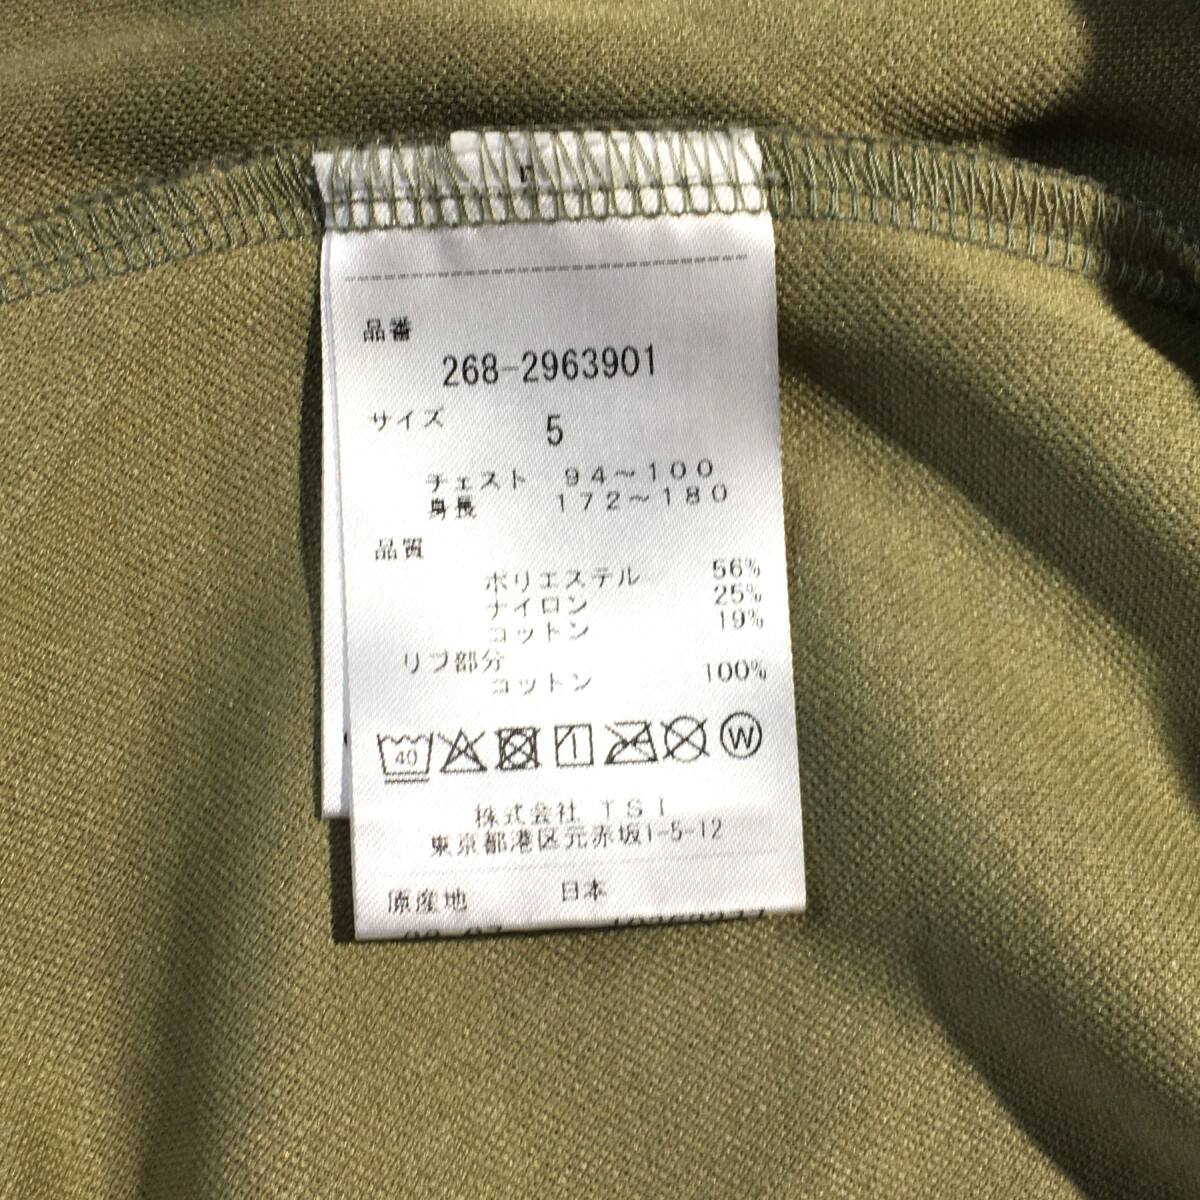 品番
268-2963901
サイズ 5
チェスト 94～100
身長 172～180
品質
ポリエステル 56%
ナイロン 25%
コットン 19%
リブ部分
コットン 100%
40 W
株式会社 TSI
東京都港区元赤坂1-5-12
原産地 日本